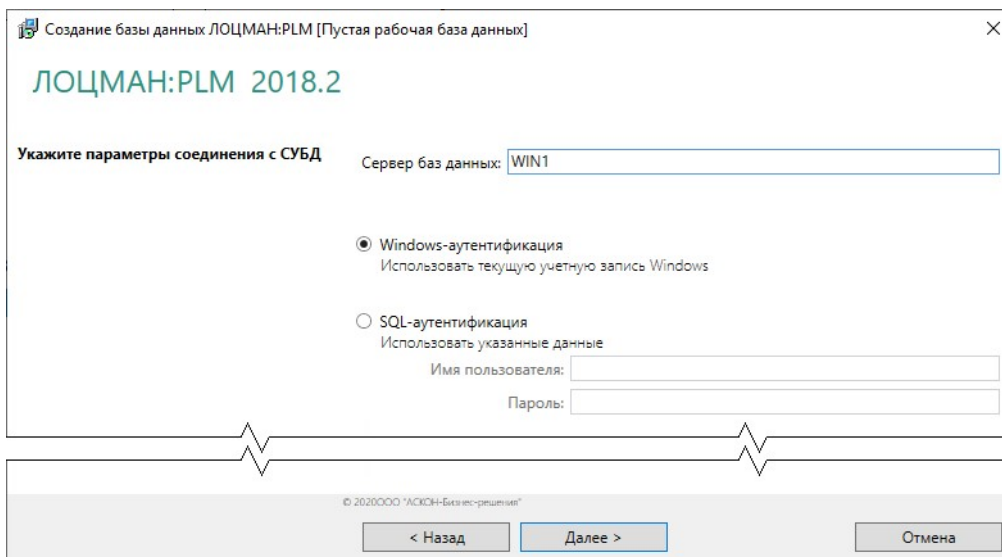 Создание базы данных ЛОЦМАН:PLM [Пустая рабочая база данных]
ЛОЦМАН:PLM 2018.2
Укажите параметры соединения с СУБД
Сервер баз данных: WIN1
Windows-аутентификация
Использовать текущую учетную запись Windows
SQL-аутентификация
Использовать указанные данные
Имя пользователя:
Пароль:
© 2020ООО "АСКОН-Бизнес-решения"
< Назад
Далее >
Отмена